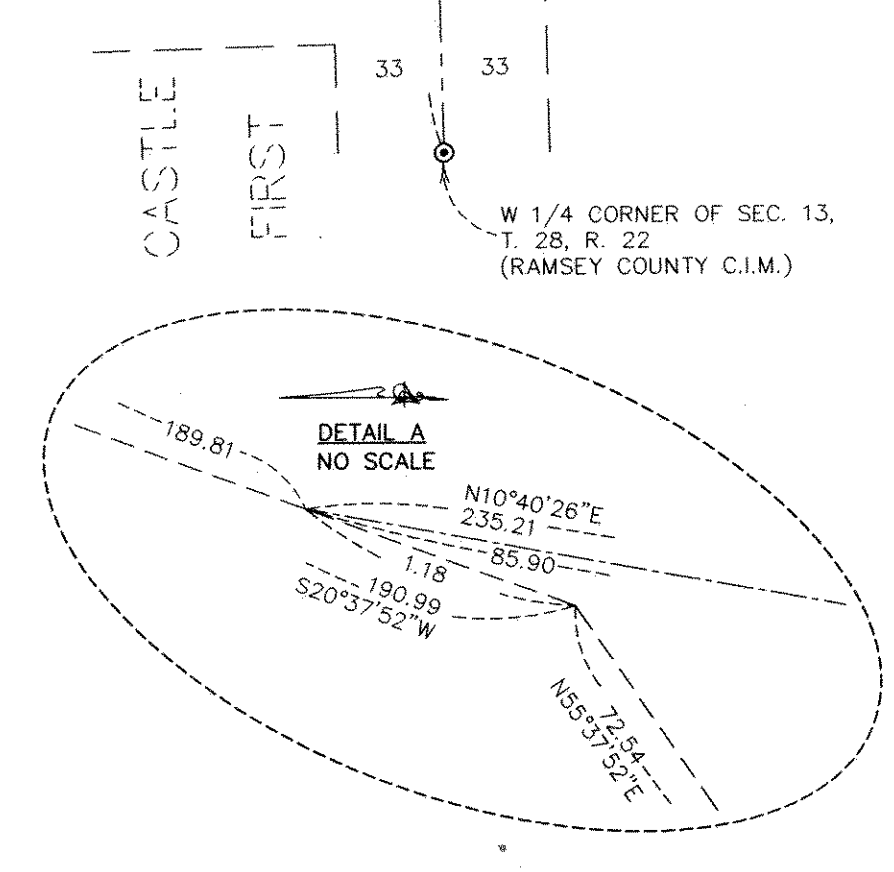 33 33
CASTLE
FIRST
W 1/4 CORNER OF SEC. 13,
T. 28, R. 22
(RAMSEY COUNTY C.I.M.)
DETAIL A
NO SCALE
189.81
N10°40'26"E
235.21
85.90
1.18
190.99
S20°37'52"W
72.54
N55°37'52"E